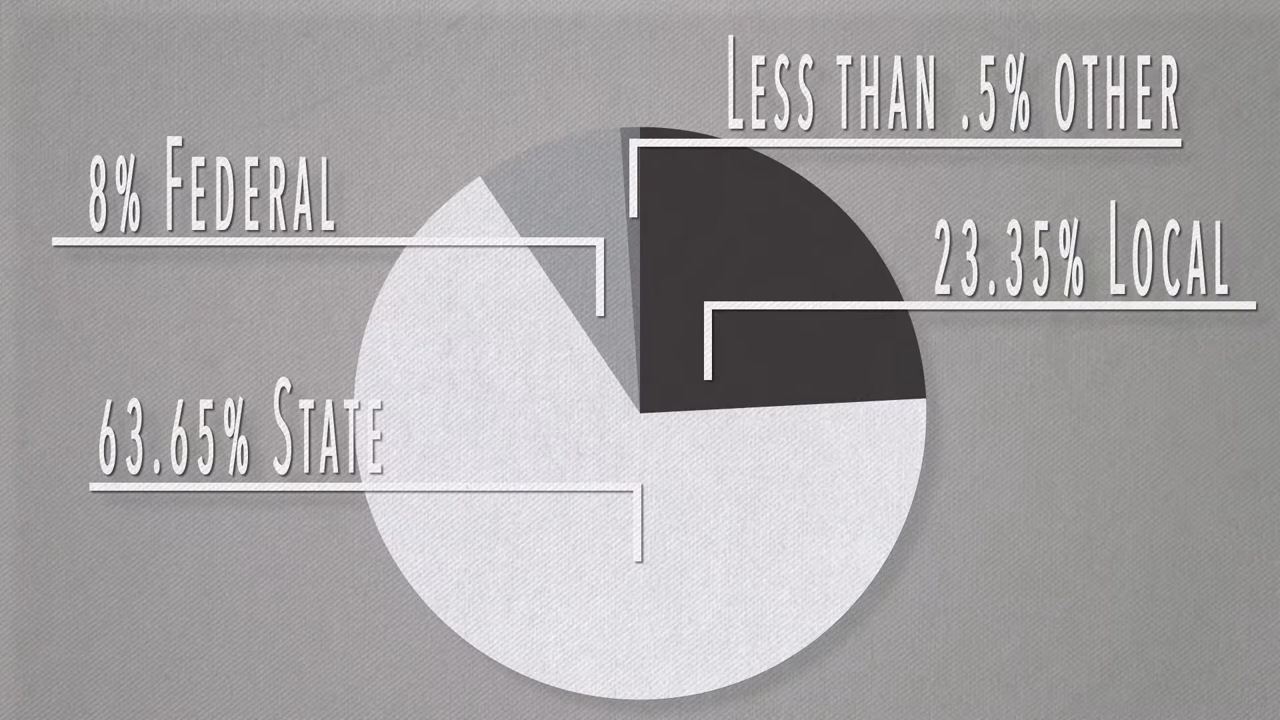 Less than .5% other
8% Federal
23.35% Local
63.65% State